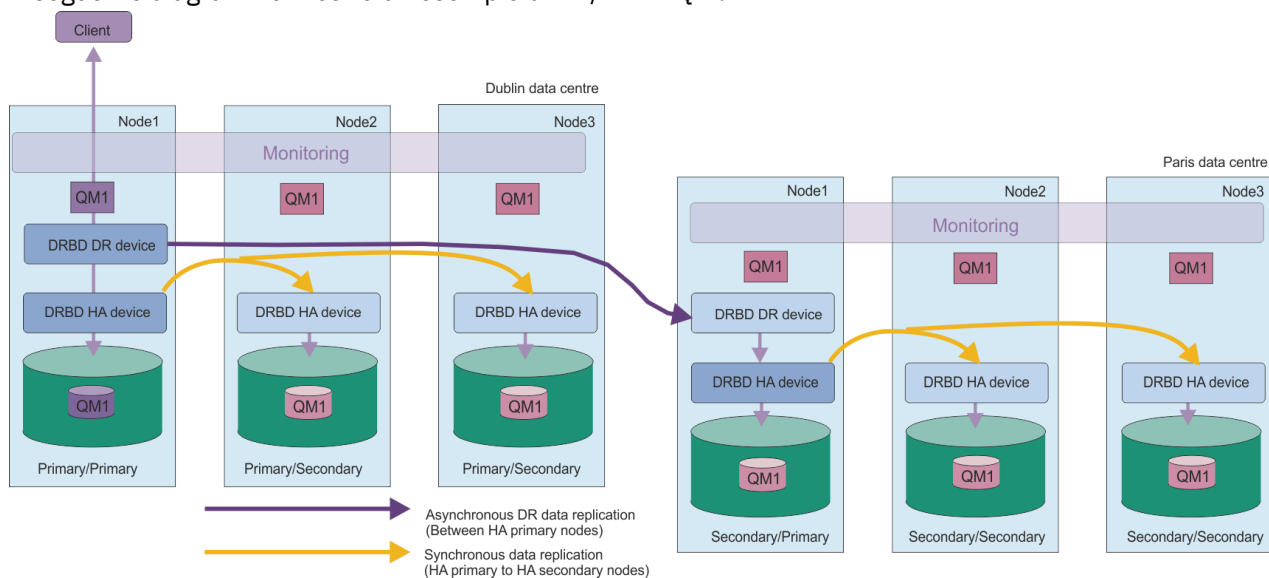 Client
Dublin data centre
Node1
Node2
Node3
Monitoring
QM1
QM1
QM1
DRBD DR device
DRBD HA device
DRBD HA device
DRBD HA device
QM1
QM1
QM1
Primary/Primary
Primary/Secondary
Primary/Secondary
Paris data centre
Node1
Node2
Node3
Monitoring
QM1
QM1
QM1
DRBD DR device
DRBD HA device
DRBD HA device
DRBD HA device
QM1
QM1
QM1
Secondary/Primary
Secondary/Secondary
Secondary/Secondary
Asynchronous DR data replication
(Between HA primary nodes)
Synchronous data replication
(HA primary to HA secondary nodes)